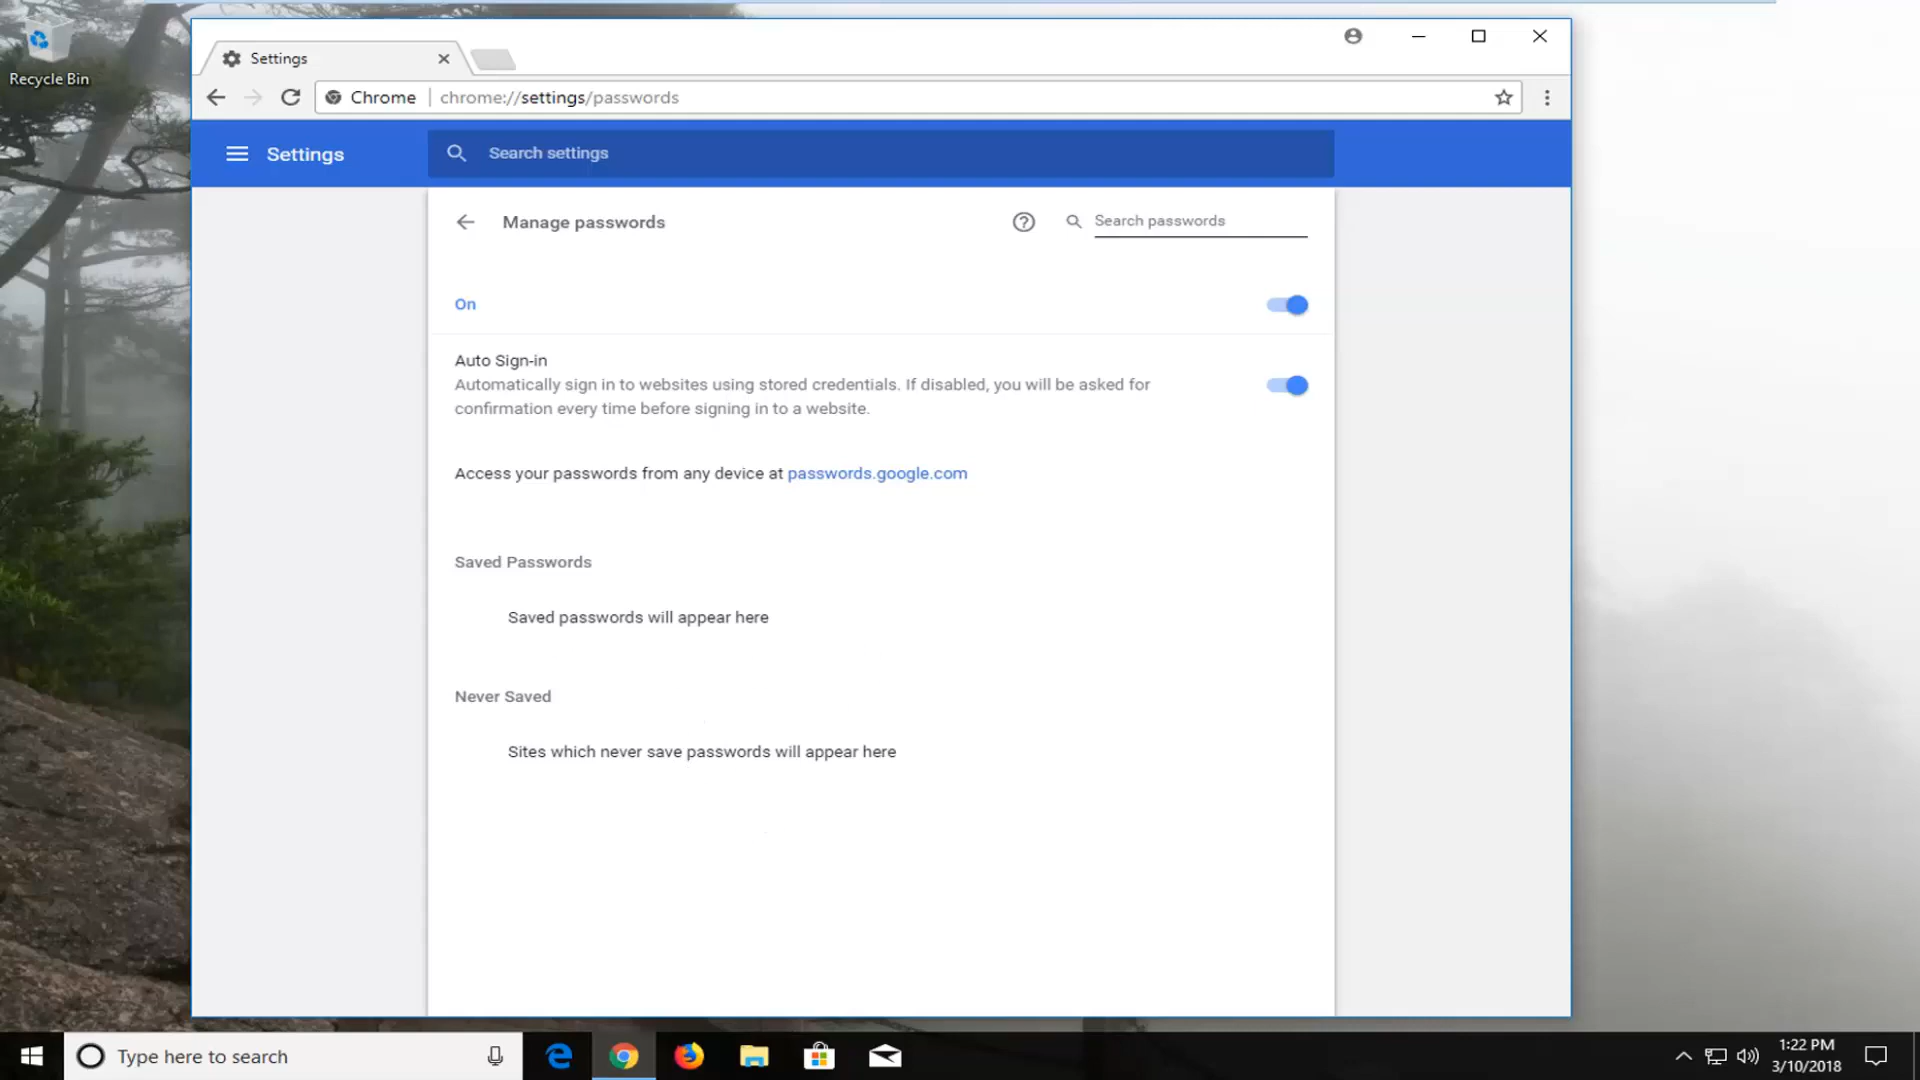 Recycle Bin
Settings
Chrome
chrome://settings/passwords
Settings
Search settings
Manage passwords
Search passwords
On
Auto Sign-in
Automatically sign in to websites using stored credentials. If disabled, you will be asked for
confirmation every time before signing in to a website.
Access your passwords from any device at passwords.google.com
Saved Passwords
Saved passwords will appear here
Never Saved
Sites which never save passwords will appear here
Type here to search
1:22 PM
3/10/2018